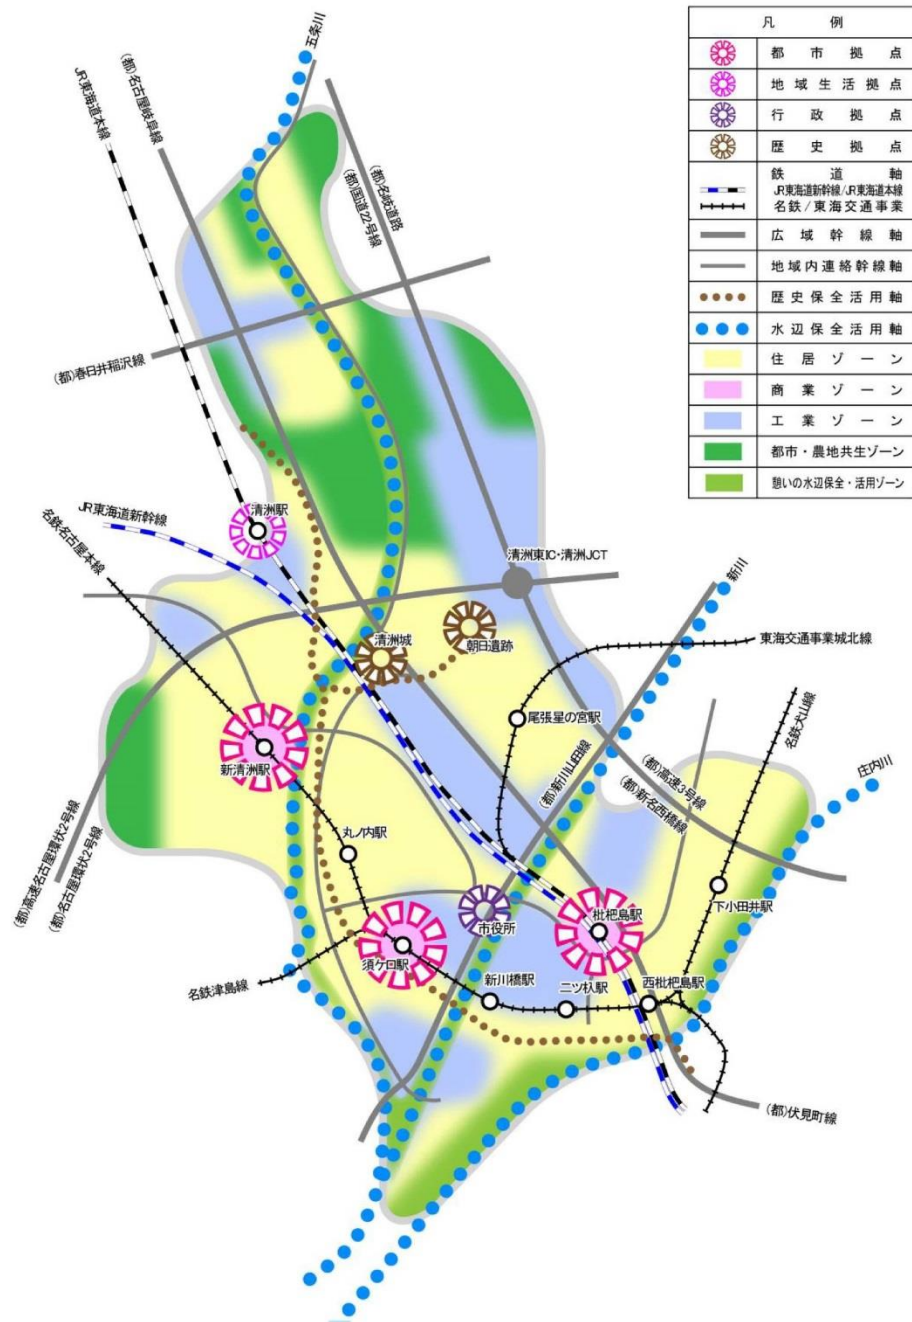 凡例
都市拠点
地域生活拠点
行政拠点
歴史拠点
鉄道軸
JR東海道新幹線/JR東海道本線
名鉄/東海交通事業
広域幹線軸
地域内連絡幹線軸
歴史保全活用軸
水辺保全活用軸
住居ゾーン
商業ゾーン
工業ゾーン
都市・農地共生ゾーン
憩いの水辺保全・活用ゾーン
五条川
(都)名古屋岐阜線
JR東海道本線
(都)名岐道路
(都)国道22号線
(都)春日井稲沢線
清洲駅
JR東海道新幹線
名鉄名古屋本線
清洲東IC・清洲JCT
新川
清洲城
朝日遺跡
東海交通事業城北線
尾張星の宮駅
名鉄犬山線
新清洲駅
(都)新川山田線
(都)高速3号線
(都)新名西橋線
庄内川
丸ノ内駅
(都)高速名古屋環状2号線
(都)名古屋環状2号線
下小田井駅
市役所
枇杷島駅
須ケ口駅
名鉄津島線
新川橋駅
二ツ杁駅
西枇杷島駅
(都)伏見町線